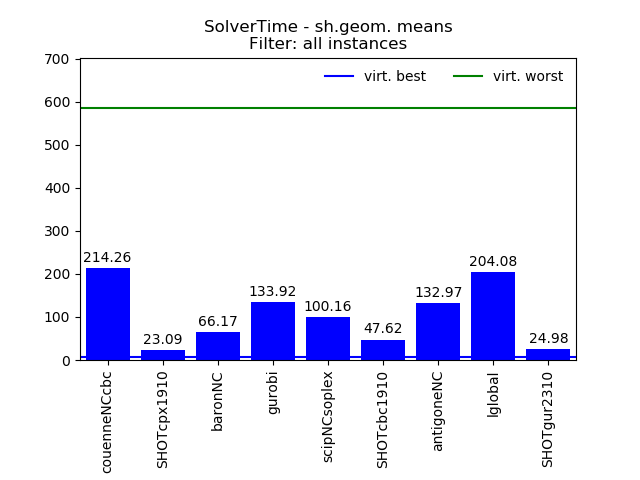 SolverTime - sh.geom. means
Filter: all instances
virt. best
virt. worst
700
600
500
400
300
200
100
0
214.26
23.09
66.17
133.92
100.16
47.62
132.97
204.08
24.98
couenneNCcbc
SHOTcpx1910
baronNC
gurobi
scipNCsoplex
SHOTcbc1910
antigoneNC
lglobal
SHOTgur2310